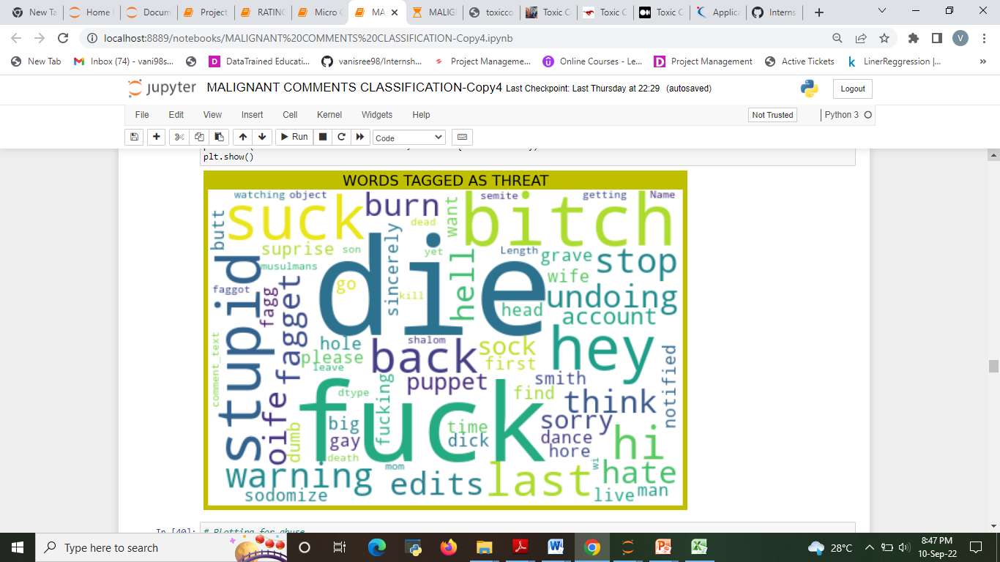 New Ta
Home
Docum
Project
RATING
Micro
MA
MALIG
toxicco
Toxic C
Toxic C
Toxic C
Applica
Interns
localhost:8889/notebooks/MALIGNANT%20COMMENTS%20CLASSIFICATION-Copy4.ipynb
V
New Tab
Inbox (74) - vani98s...
DataTrained Educati...
vanisree98/Internsh...
Project Manageme...
Online Courses - Le...
Project Management
Active Tickets
LinerReggression |...
»
jupyter MALIGNANT COMMENTS CLASSIFICATION-Copy4 Last Checkpoint: Last Thursday at 22:29 (autosaved)
Logout
File Edit View Insert Cell Kernel Widgets Help
Not Trusted
Python 3
Run
Code
plt.show()
WORDS TAGGED AS THREAT
watching object
suck
burn
semite
getting
Name
butt
dead
want
bitch
suprise
son
sincerely
yet
Length
grave
stop
musulmans
die
hell
wife
faggot
stupid
fagg
fagget
go
kill
head
undoing
account
hole
shalom
sock
hey
comment_text
please
leave
back
first
notified
puppet
smith
find
think
dtype
fucking
fuck
oife
dumb
big
gay
death
time
dick
sorry
dance
hore
hi
warning
mom
edits
last
wi
hate
sodomize
live
man
In [40]: # Plotting for abuse
Type here to search
28°C
8:47 PM
10-Sep-22